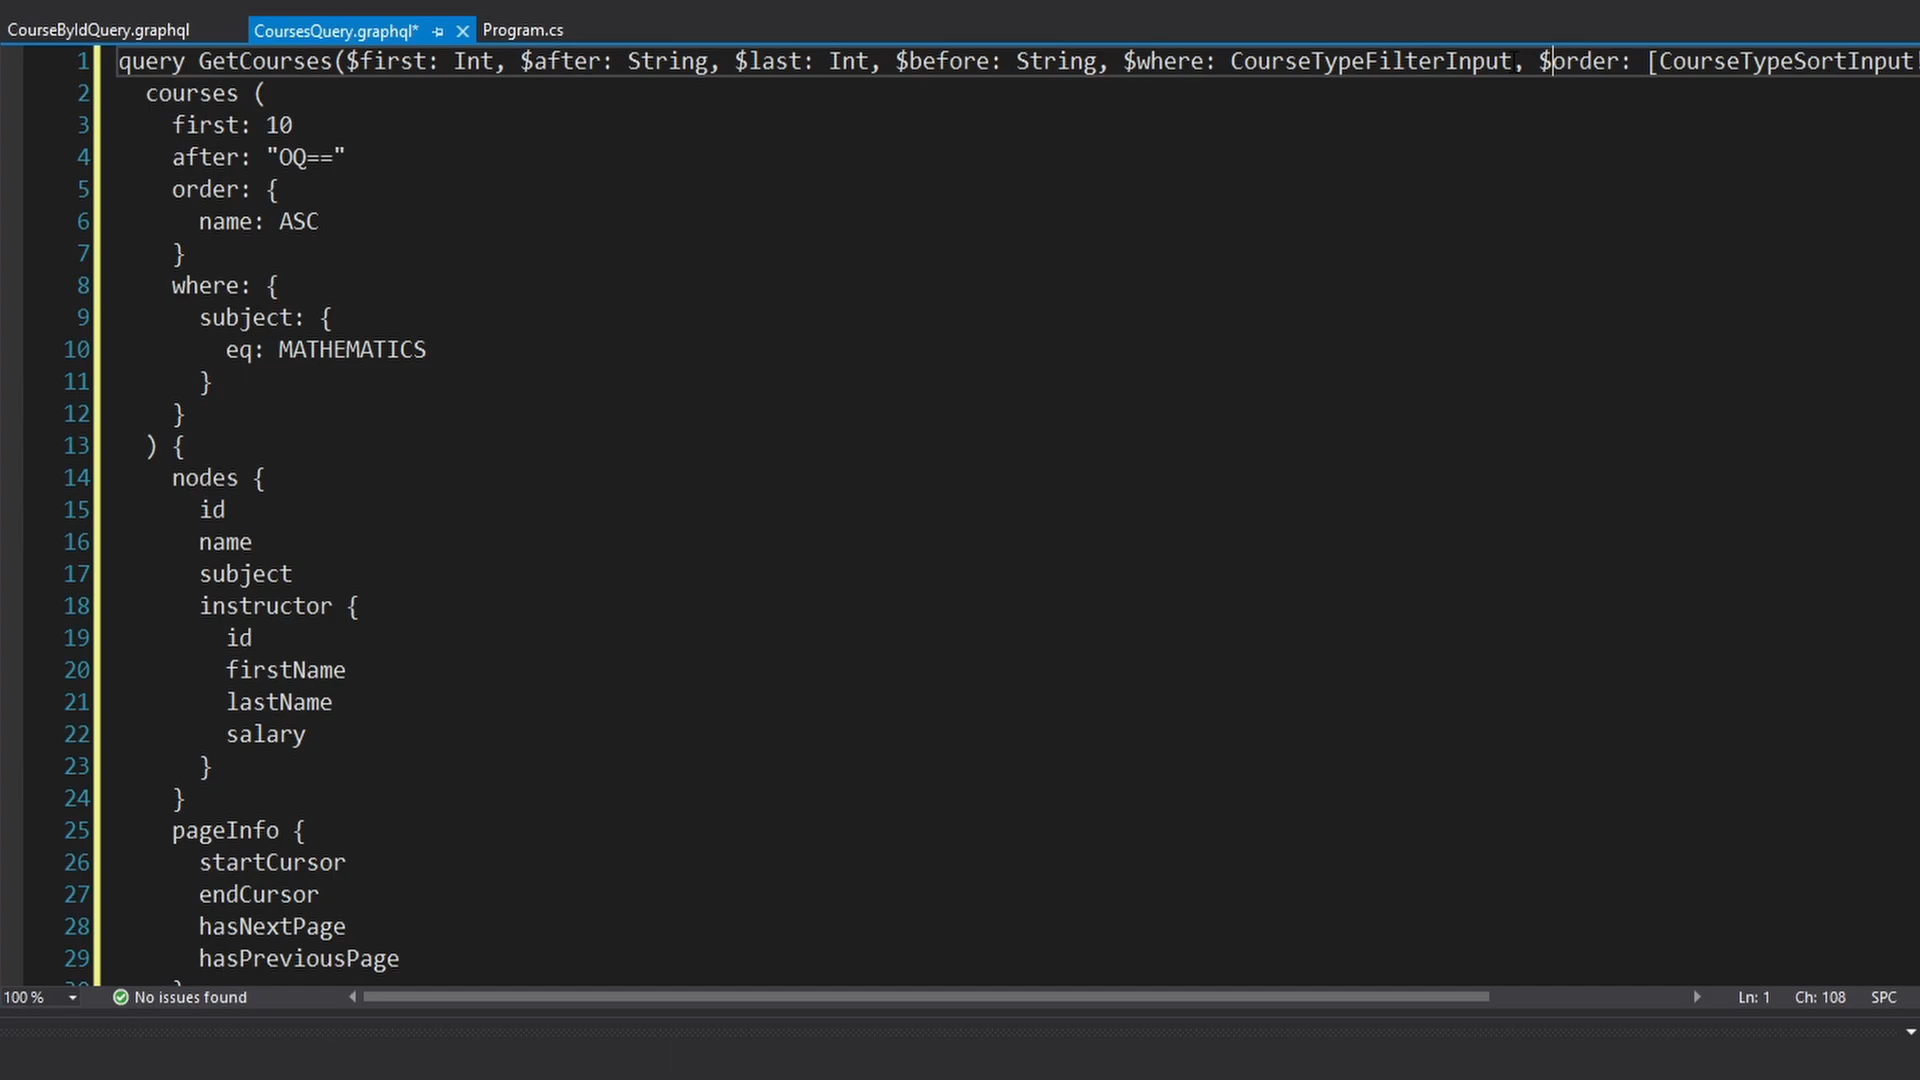 CourseByIdQuery.graphql CoursesQuery.graphql* Program.cs
1 query GetCourses($first: Int, $after: String, $last: Int, $before: String, $where: CourseTypeFilterInput, $order: [CourseTypeSortInput!
2 courses (
3 first: 10
4 after: "OQ=="
5 order: {
6 name: ASC
7 }
8 where: {
9 subject: {
10 eq: MATHEMATICS
11 }
12 }
13 ) {
14 nodes {
15 id
16 name
17 subject
18 instructor {
19 id
20 firstName
21 lastName
22 salary
23 }
24 }
25 pageInfo {
26 startCursor
27 endCursor
28 hasNextPage
29 hasPreviousPage
100 % No issues found Ln: 1 Ch: 108 SPC